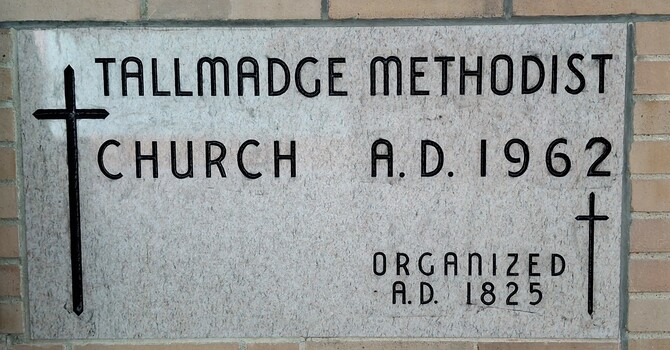 TALLMADGE METHODIST
CHURCH A.D. 1962
ORGANIZED
A.D. 1825